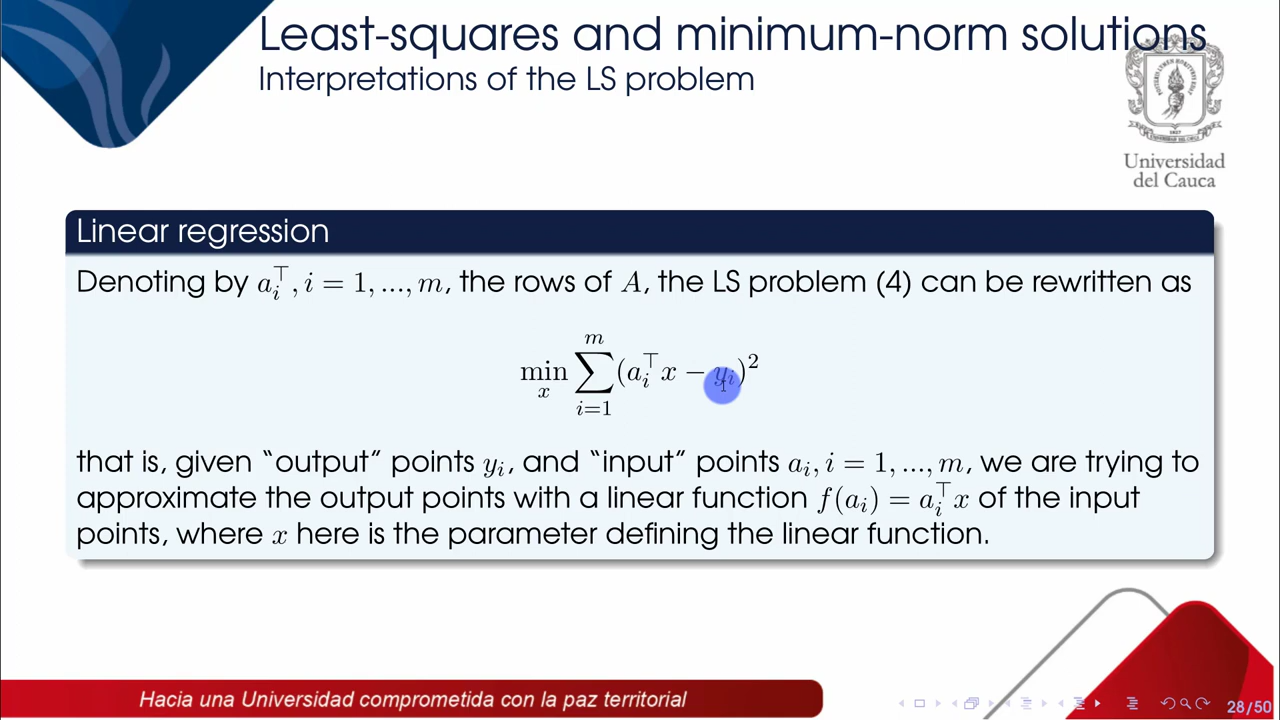 Least-squares and minimum-norm solutions
Interpretations of the LS problem
Universidad
del Cauca
Linear regression
Denoting by $a_i^\top, i = 1, ..., m$, the rows of $A$, the LS problem (4) can be rewritten as
$\min_x \sum_{i=1}^{m} (a_i^\top x - y_i)^2$
that is, given “output” points $y_i$, and “input” points $a_i, i = 1, ..., m$, we are trying to
approximate the output points with a linear function $f(a_i) = a_i^\top x$ of the input
points, where $x$ here is the parameter defining the linear function.
Hacia una Universidad comprometida con la paz territorial
28/50